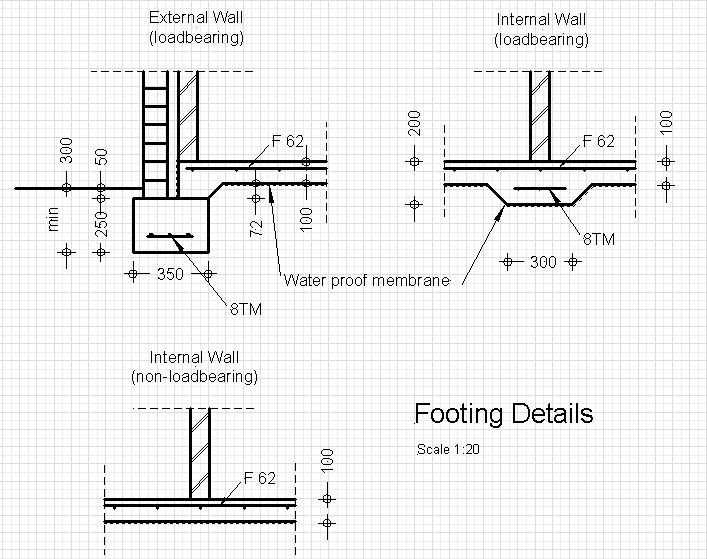 External Wall
(loadbearing)
Internal Wall
(loadbearing)
F 62
F 62
300
50
min
250
72
100
200
100
350
8TM
Water proof membrane
8TM
300
Internal Wall
(non-loadbearing)
F 62
100
Footing Details
Scale 1:20